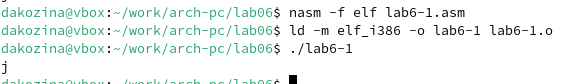 dakozina@vbox:~/work/arch-pc/lab06$ nasm -f elf lab6-1.asm
dakozina@vbox:~/work/arch-pc/lab06$ ld -m elf_i386 -o lab6-1 lab6-1.o
dakozina@vbox:~/work/arch-pc/lab06$ ./lab6-1
j
dakozina@vbox:~/work/arch-pc/lab06$